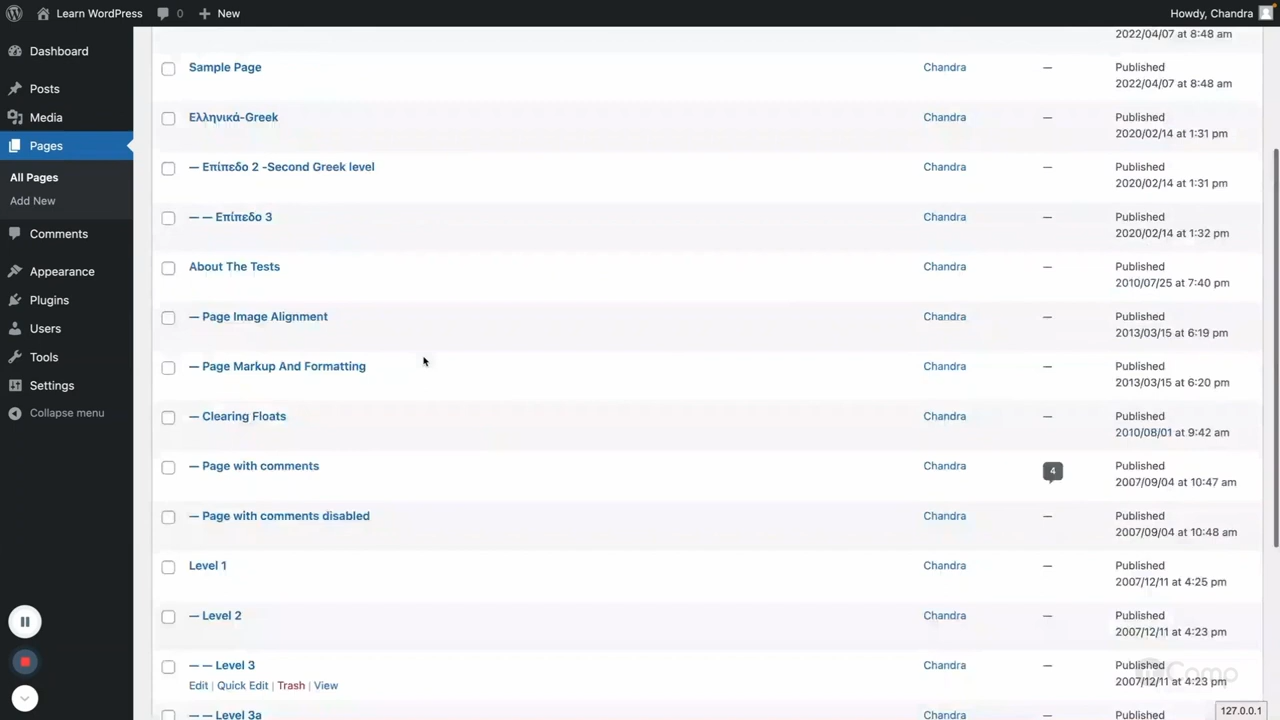 Learn WordPress 0 New Howdy, Chandra
Dashboard
Posts
Media
Pages
All Pages
Add New
Comments
Appearance
Plugins
Users
Tools
Settings
Collapse menu
2022/04/07 at 8:48 am
Sample Page Chandra — Published
2022/04/07 at 8:48 am
Ελληνικά-Greek Chandra — Published
2020/02/14 at 1:31 pm
— Επίπεδο 2 -Second Greek level Chandra — Published
2020/02/14 at 1:31 pm
— — Επίπεδο 3 Chandra — Published
2020/02/14 at 1:32 pm
About The Tests Chandra — Published
2010/07/25 at 7:40 pm
— Page Image Alignment Chandra — Published
2013/03/15 at 6:19 pm
— Page Markup And Formatting Chandra — Published
2013/03/15 at 6:20 pm
— Clearing Floats Chandra — Published
2010/08/01 at 9:42 am
— Page with comments Chandra 4 Published
2007/09/04 at 10:47 am
— Page with comments disabled Chandra — Published
2007/09/04 at 10:48 am
Level 1 Chandra — Published
2007/12/11 at 4:25 pm
— Level 2 Chandra — Published
2007/12/11 at 4:23 pm
— — Level 3 Chandra — Published
Edit | Quick Edit | Trash | View 2007/12/11 at 4:23 pm
— — Level 3a Chandra — Published
127.0.0.1